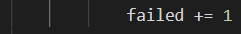 failed += 1